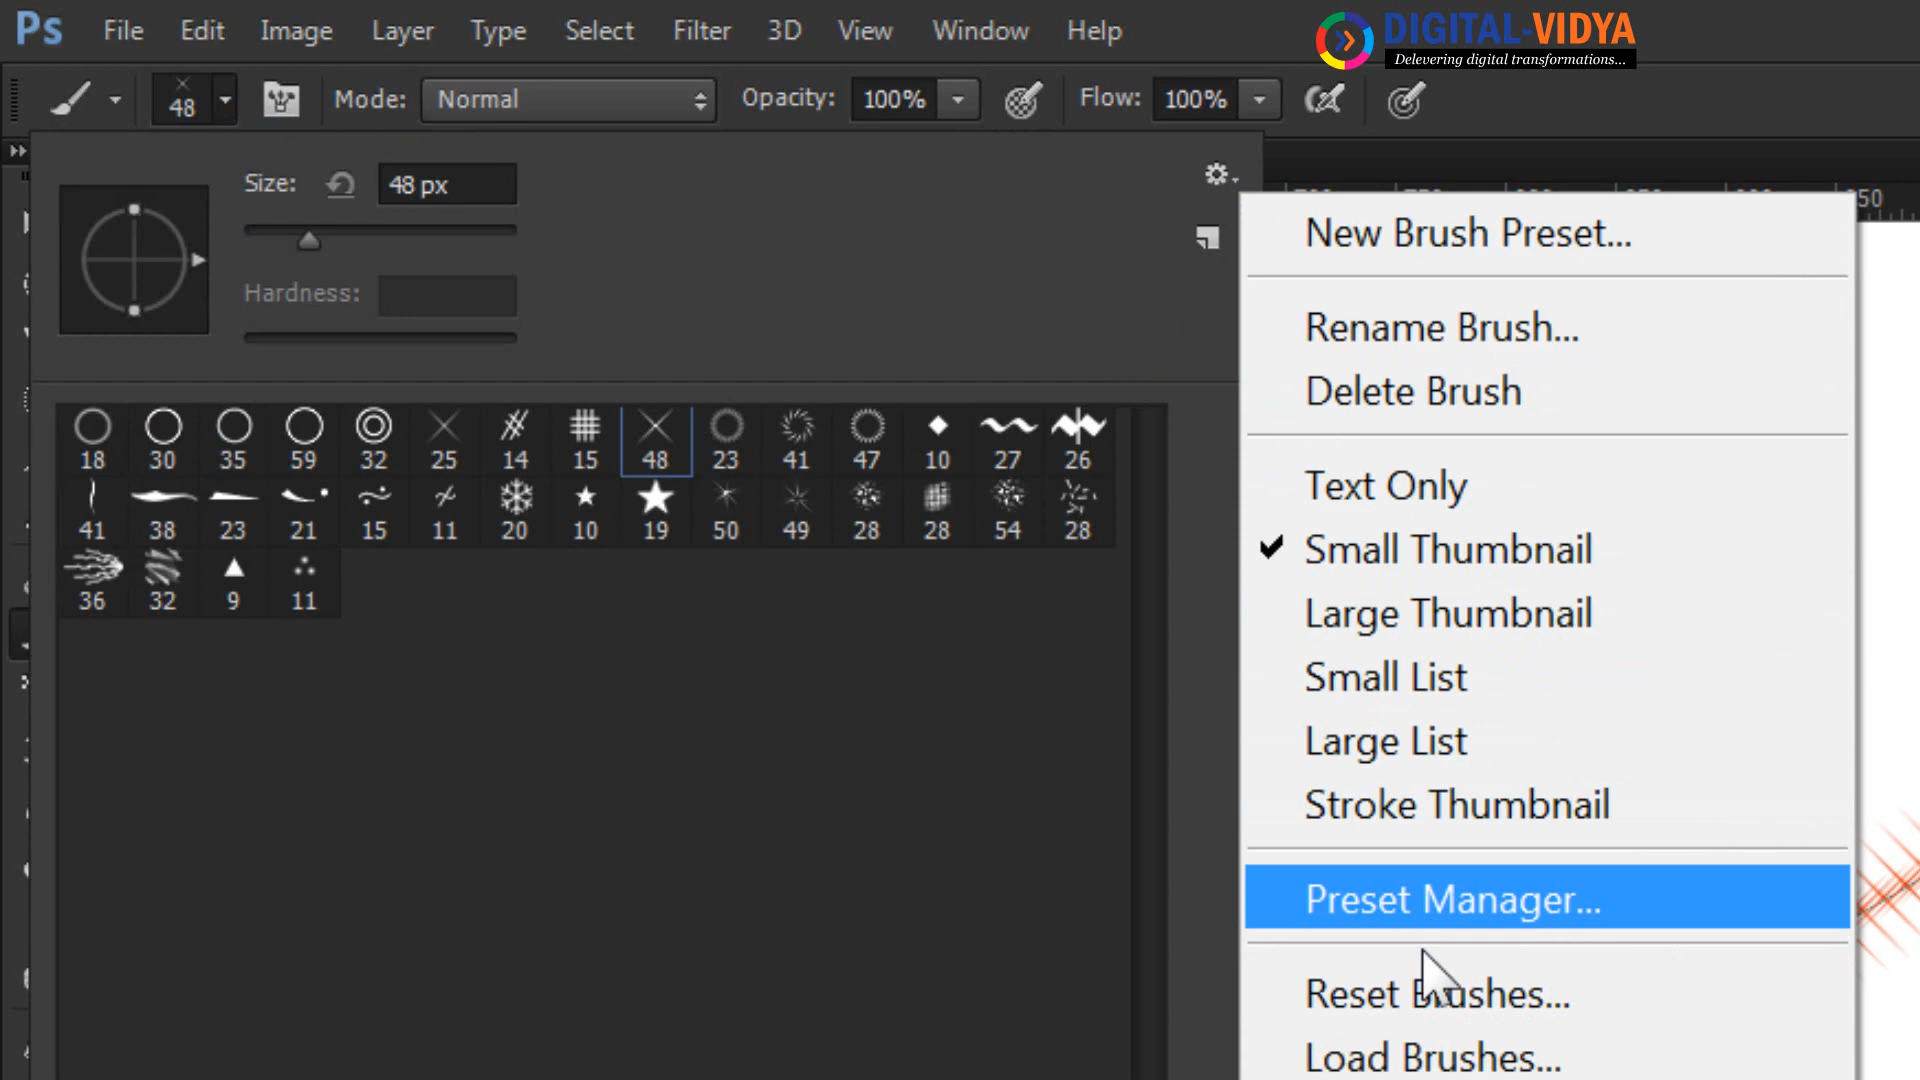 Ps File Edit Image Layer Type Select Filter 3D View Window Help
DIGITAL-VIDYA
Delevering digital transformations...
48 Mode: Normal Opacity: 100% Flow: 100%
Size: 48 px
Hardness:
18 30 35 59 32 25 14 15 48 23 41 47 10 27 26
41 38 23 21 15 11 20 10 19 50 49 28 28 54 28
36 32 9 11
New Brush Preset...
Rename Brush...
Delete Brush
Text Only
Small Thumbnail
Large Thumbnail
Small List
Large List
Stroke Thumbnail
Preset Manager...
Reset Brushes...
Load Brushes...